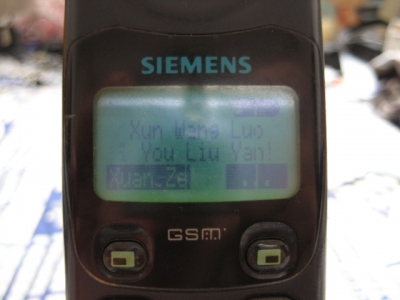 SIEMENS
Xun Wang Luo
: You Liu Yan!
Xuan Ze ...
GSM